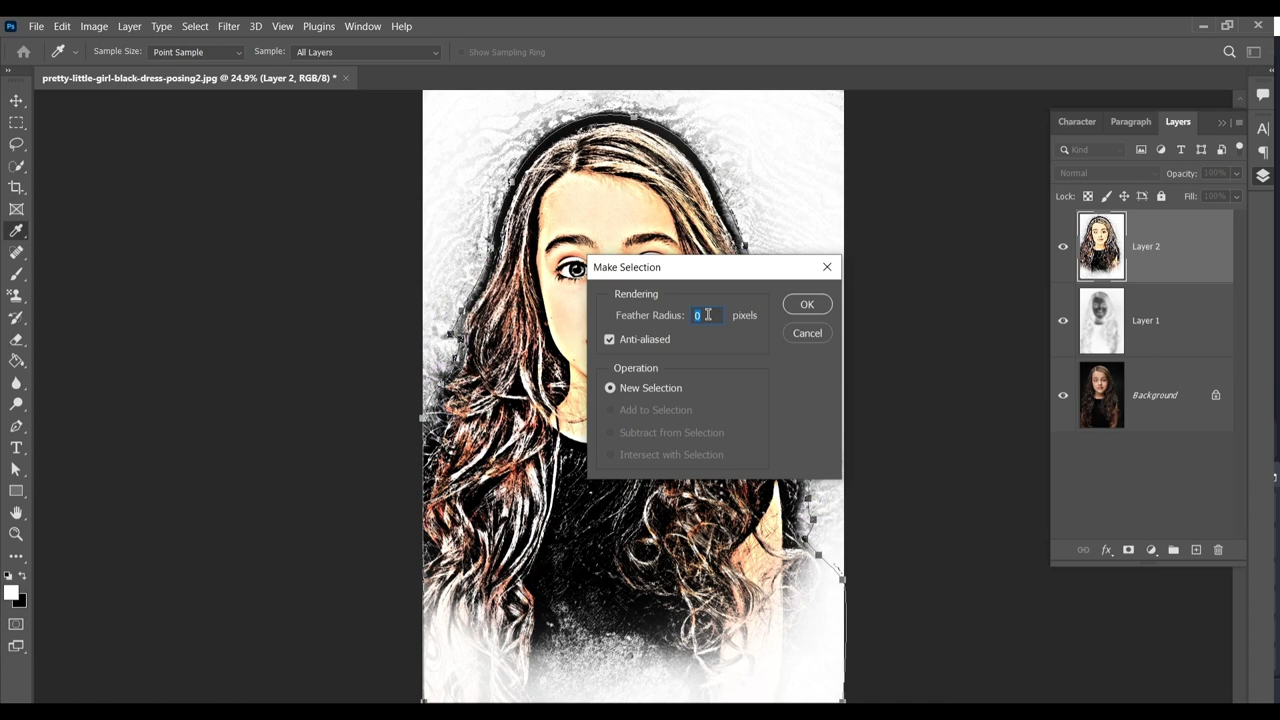 Ps File Edit Image Layer Type Select Filter 3D View Plugins Window Help
Sample Size: Point Sample Sample: All Layers Show Sampling Ring
pretty-little-girl-black-dress-posing2.jpg @ 24.9% (Layer 2, RGB/8) *
Character Paragraph Layers
Kind
Normal Opacity: 100%
Lock: Fill: 100%
Layer 2
Layer 1
Background
Make Selection
Rendering
Feather Radius: 0 pixels
Anti-aliased
OK
Cancel
Operation
New Selection
Add to Selection
Subtract from Selection
Intersect with Selection